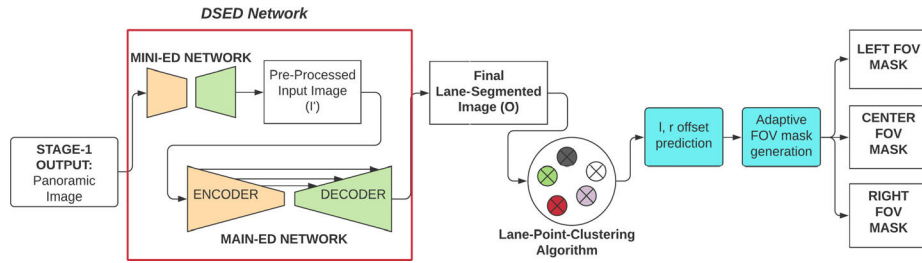 DSED Network
MINI-ED NETWORK
Pre-Processed
Input Image
(I')
STAGE-1
OUTPUT:
Panoramic
Image
ENCODER
DECODER
MAIN-ED NETWORK
Final
Lane-Segmented
Image (O)
Lane-Point-Clustering
Algorithm
l, r offset
prediction
Adaptive
FOV mask
generation
LEFT FOV
MASK
CENTER
FOV
MASK
RIGHT
FOV
MASK